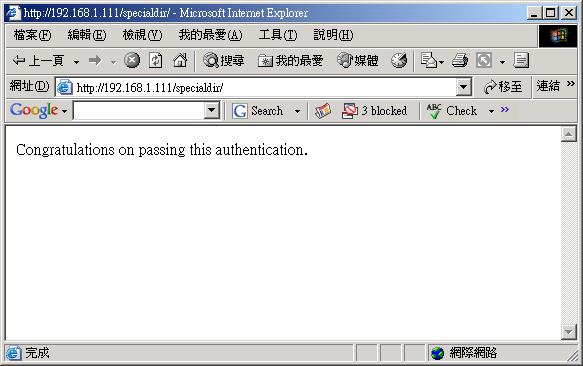 http://192.168.1.111/specialdir/ - Microsoft Internet Explorer
檔案(F) 編輯(E) 檢視(V) 我的最愛(A) 工具(T) 說明(H)
上一頁 搜尋 我的最愛 媒體
網址(D) http://192.168.1.111/specialdir/ 移至 連結 »
Google G Search 3 blocked ABC Check »
Congratulations on passing this authentication.
完成 網際網路